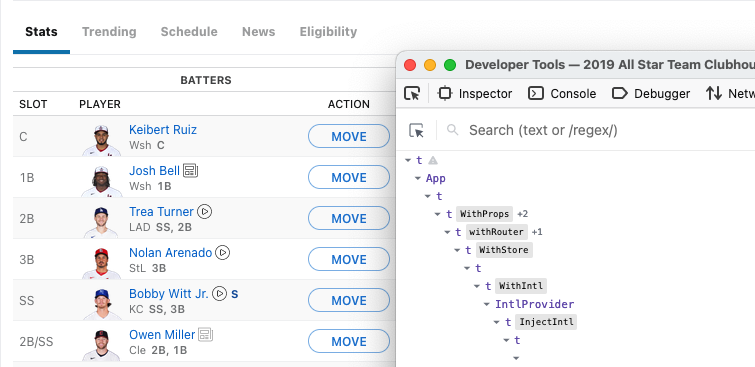 Stats Trending Schedule News Eligibility
BATTERS
SLOT PLAYER ACTION
C Keibert Ruiz MOVE
Wsh C
1B Josh Bell MOVE
Wsh 1B
2B Trea Turner MOVE
LAD SS, 2B
3B Nolan Arenado MOVE
StL 3B
SS Bobby Witt Jr. S MOVE
KC SS, 3B
2B/SS Owen Miller MOVE
Cle 2B, 1B
Developer Tools — 2019 All Star Team Clubhou
Inspector Console Debugger Netw
Search (text or /regex/)
t
App
t
t WithProps +2
t withRouter +1
t WithStore
t
t WithIntl
IntlProvider
t InjectIntl
t